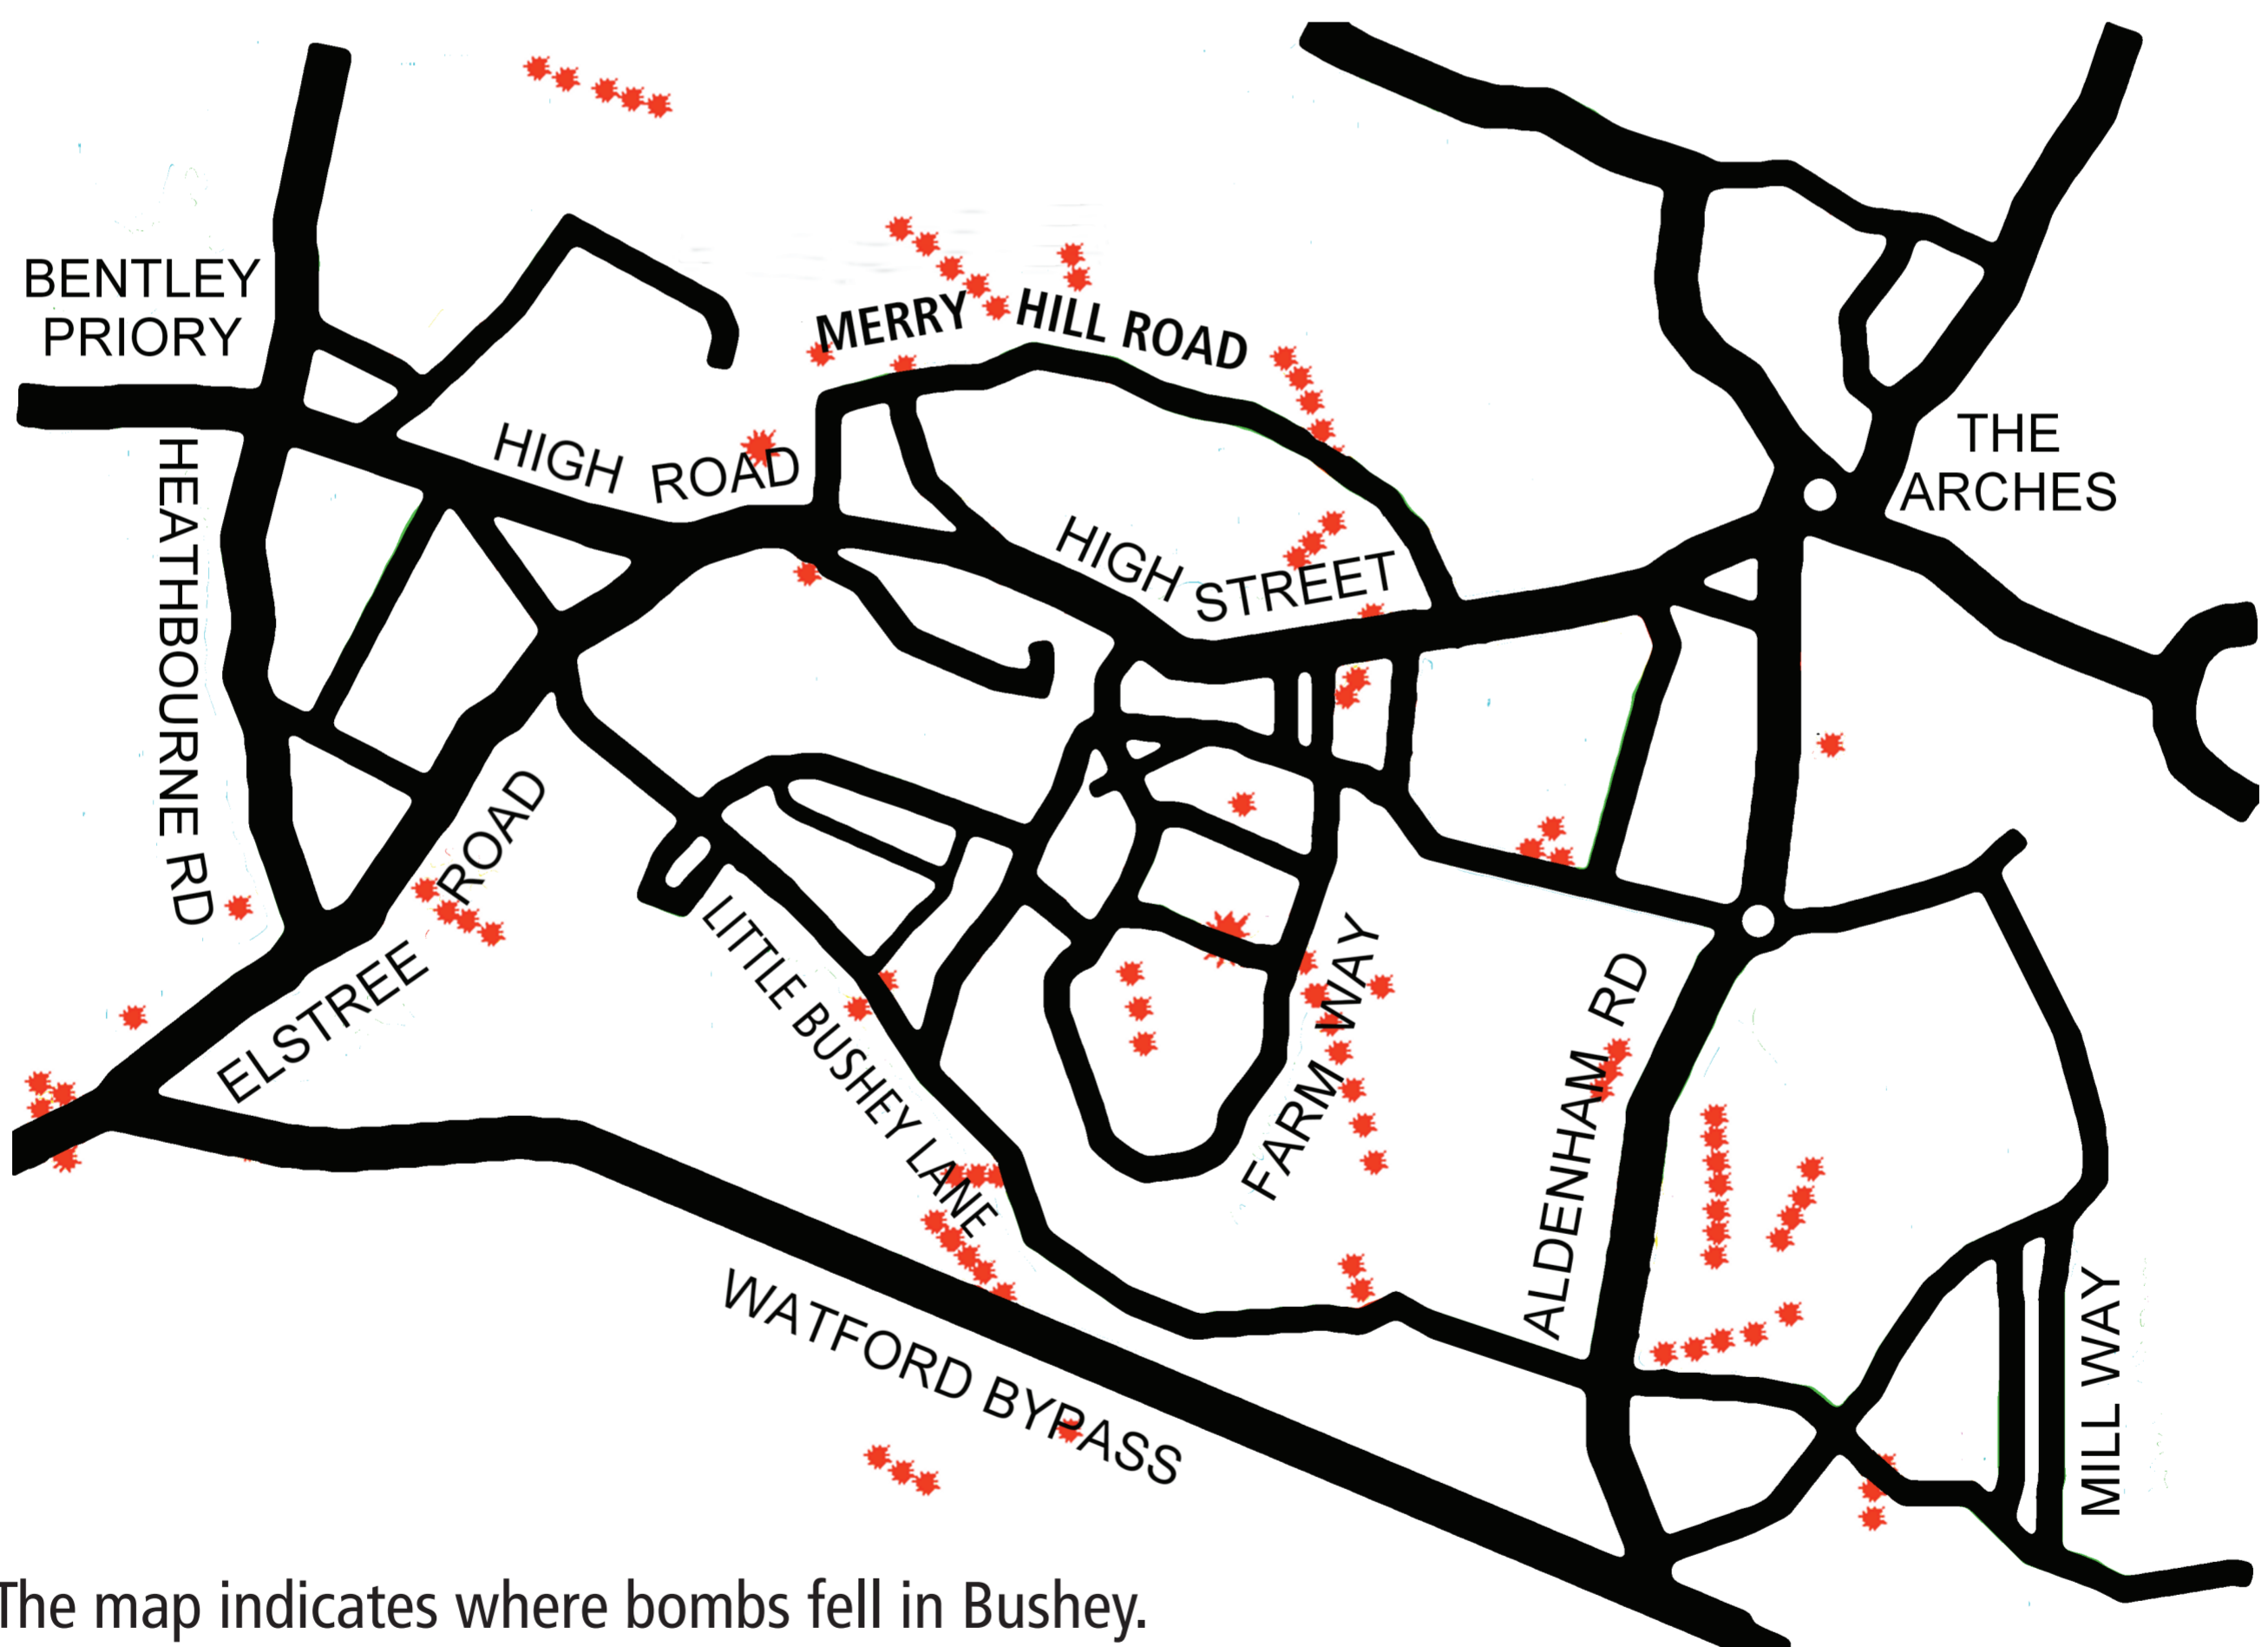 BENTLEY
PRIORY
MERRY HILL ROAD
HIGH ROAD
THE
ARCHES
HEATHBOURNE RD
HIGH STREET
ELSTREE ROAD
LITTLE BUSHEY LANE
FARM WAY
ALDENHAM RD
WATFORD BYPASS
MILL WAY
The map indicates where bombs fell in Bushey.